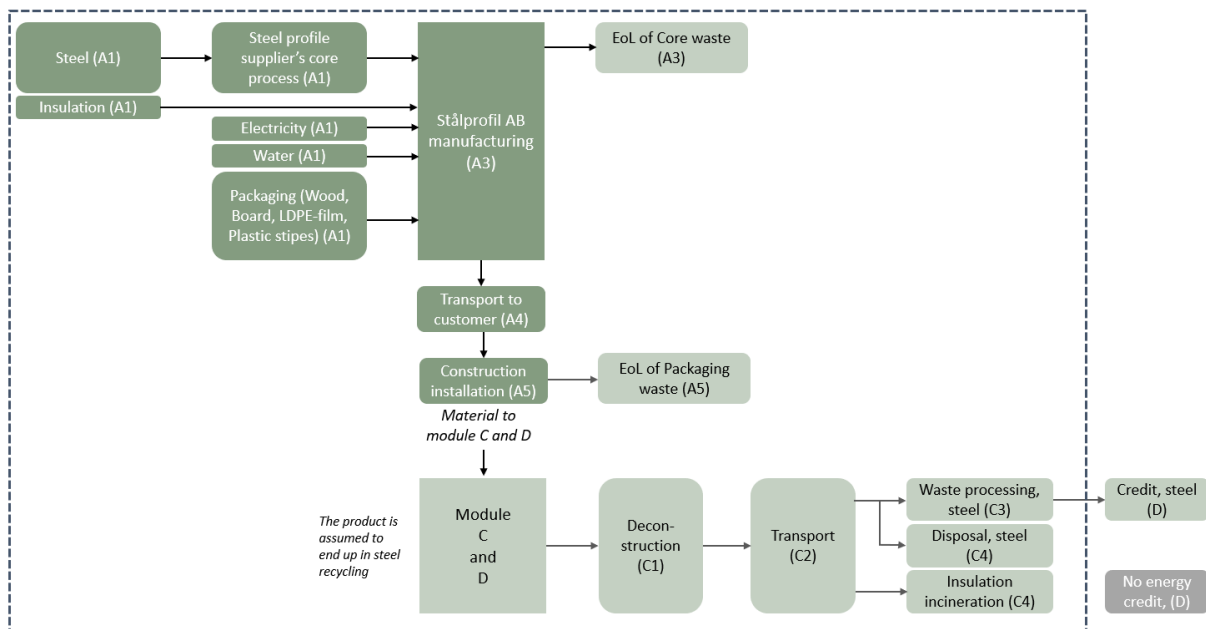 Steel (A1)
Steel profile
supplier's core
process (A1)
EoL of Core waste
(A3)
Insulation (A1)
Stålprofil AB
manufacturing
(A3)
Electricity (A1)
Water (A1)
Packaging (Wood,
Board, LDPE-film,
Plastic stipes) (A1)
Transport to
customer (A4)
Construction
installation (A5)
EoL of Packaging
waste (A5)
Material to
module C and D
The product is
assumed to
end up in steel
recycling
Module
C
and
D
Decon-
struction
(C1)
Transport
(C2)
Waste processing,
steel (C3)
Credit, steel
(D)
Disposal, steel
(C4)
Insulation
incineration (C4)
No energy
credit, (D)